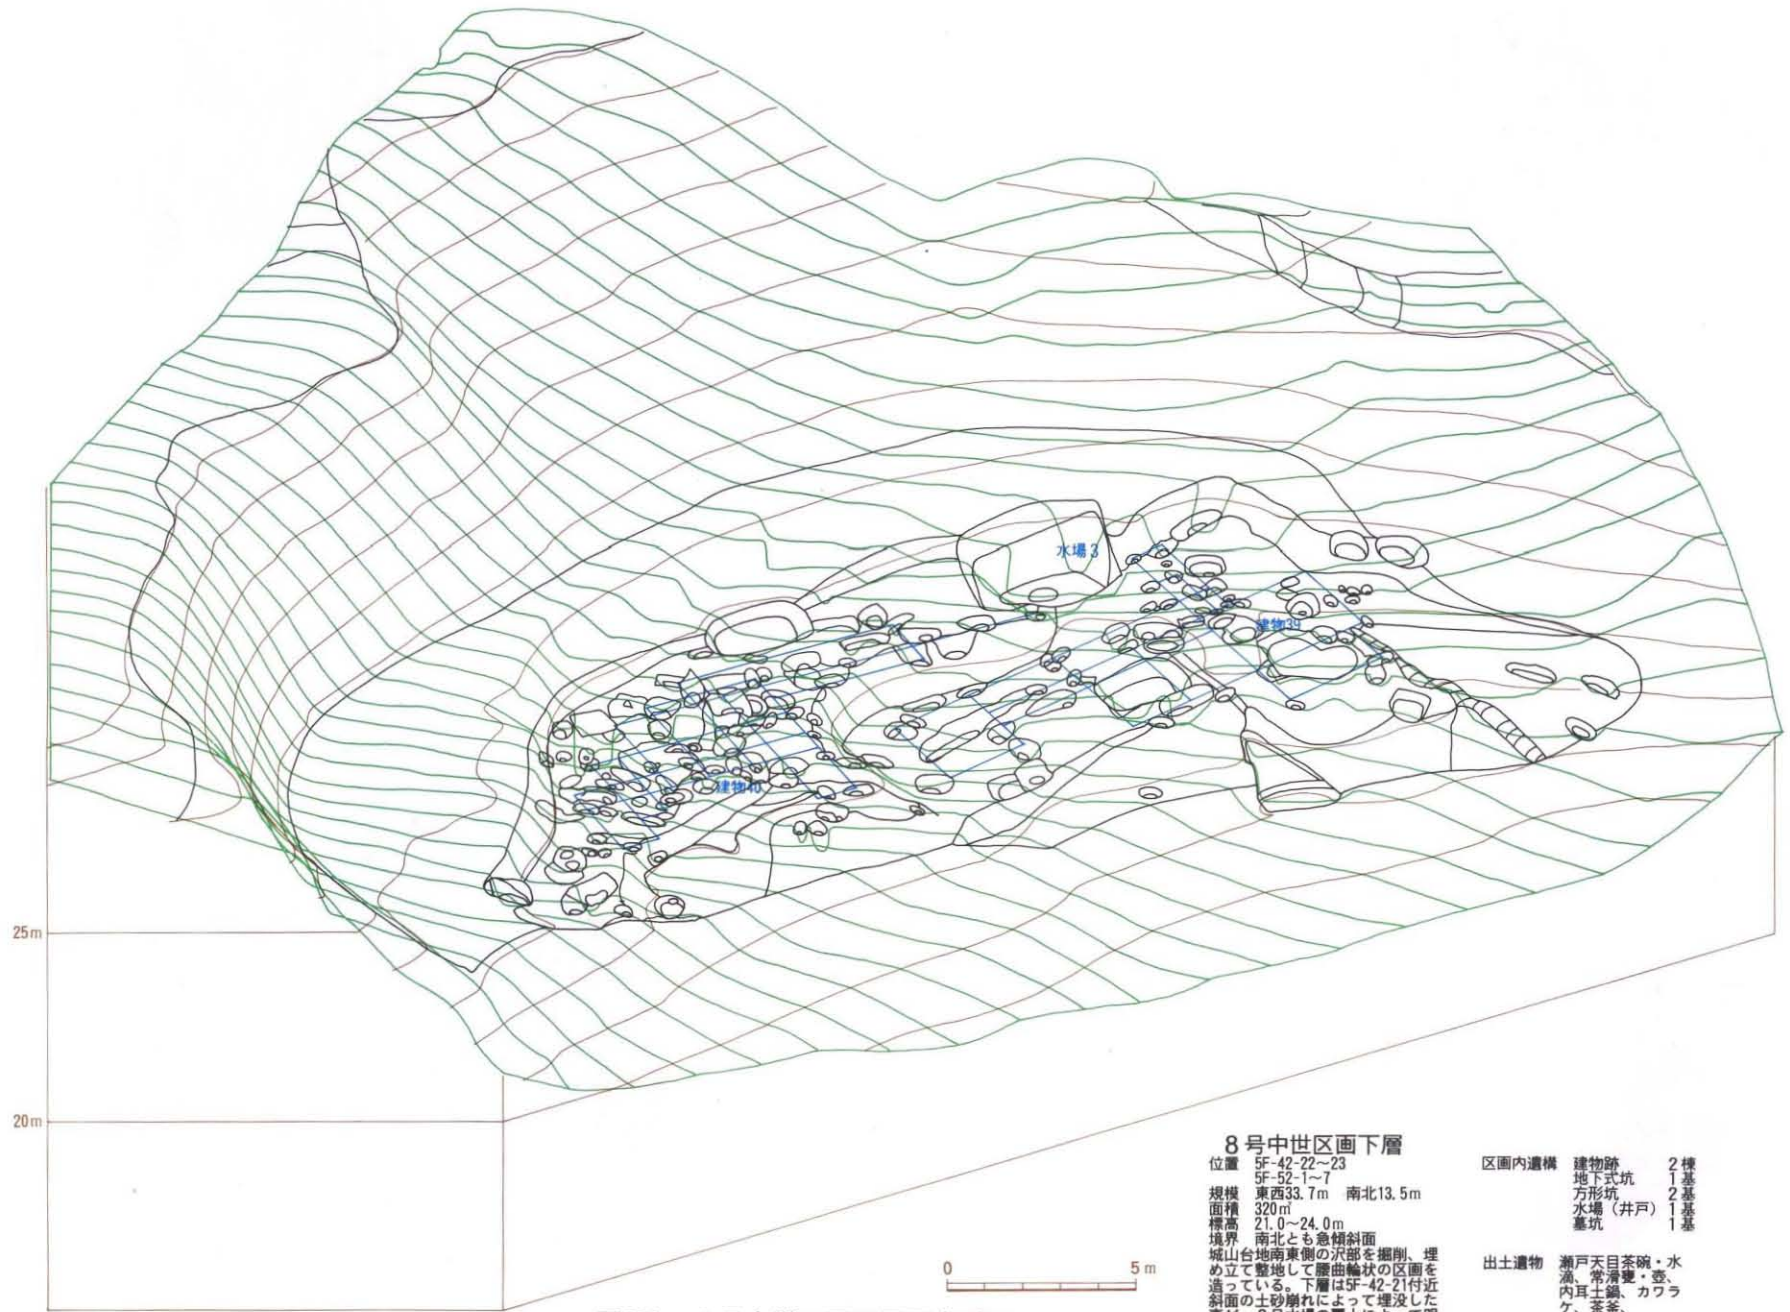 水場3
建物39
建物40
25m
20m
0 5m
8号中世区画下層
位置 5F-42-22～23
5F-52-1～7
規模 東西33.7m 南北13.5m
面積 320㎡
標高 21.0～24.0m
境界 南北とも急傾斜面
城山台地南東側の沢部を掘削、埋
め立て整地して腰曲輪状の区画を
造っている。下層は5F-42-21付近
斜面の土砂崩れによって埋没した
区画内遺構 建物跡 2棟
地下式坑 1基
方形坑 2基
水場（井戸） 1基
墓坑 1基
出土遺物 瀬戸天目茶碗・水
滴、常滑甕・壺、
内耳土鍋、カワラ
ケ、茶釜、